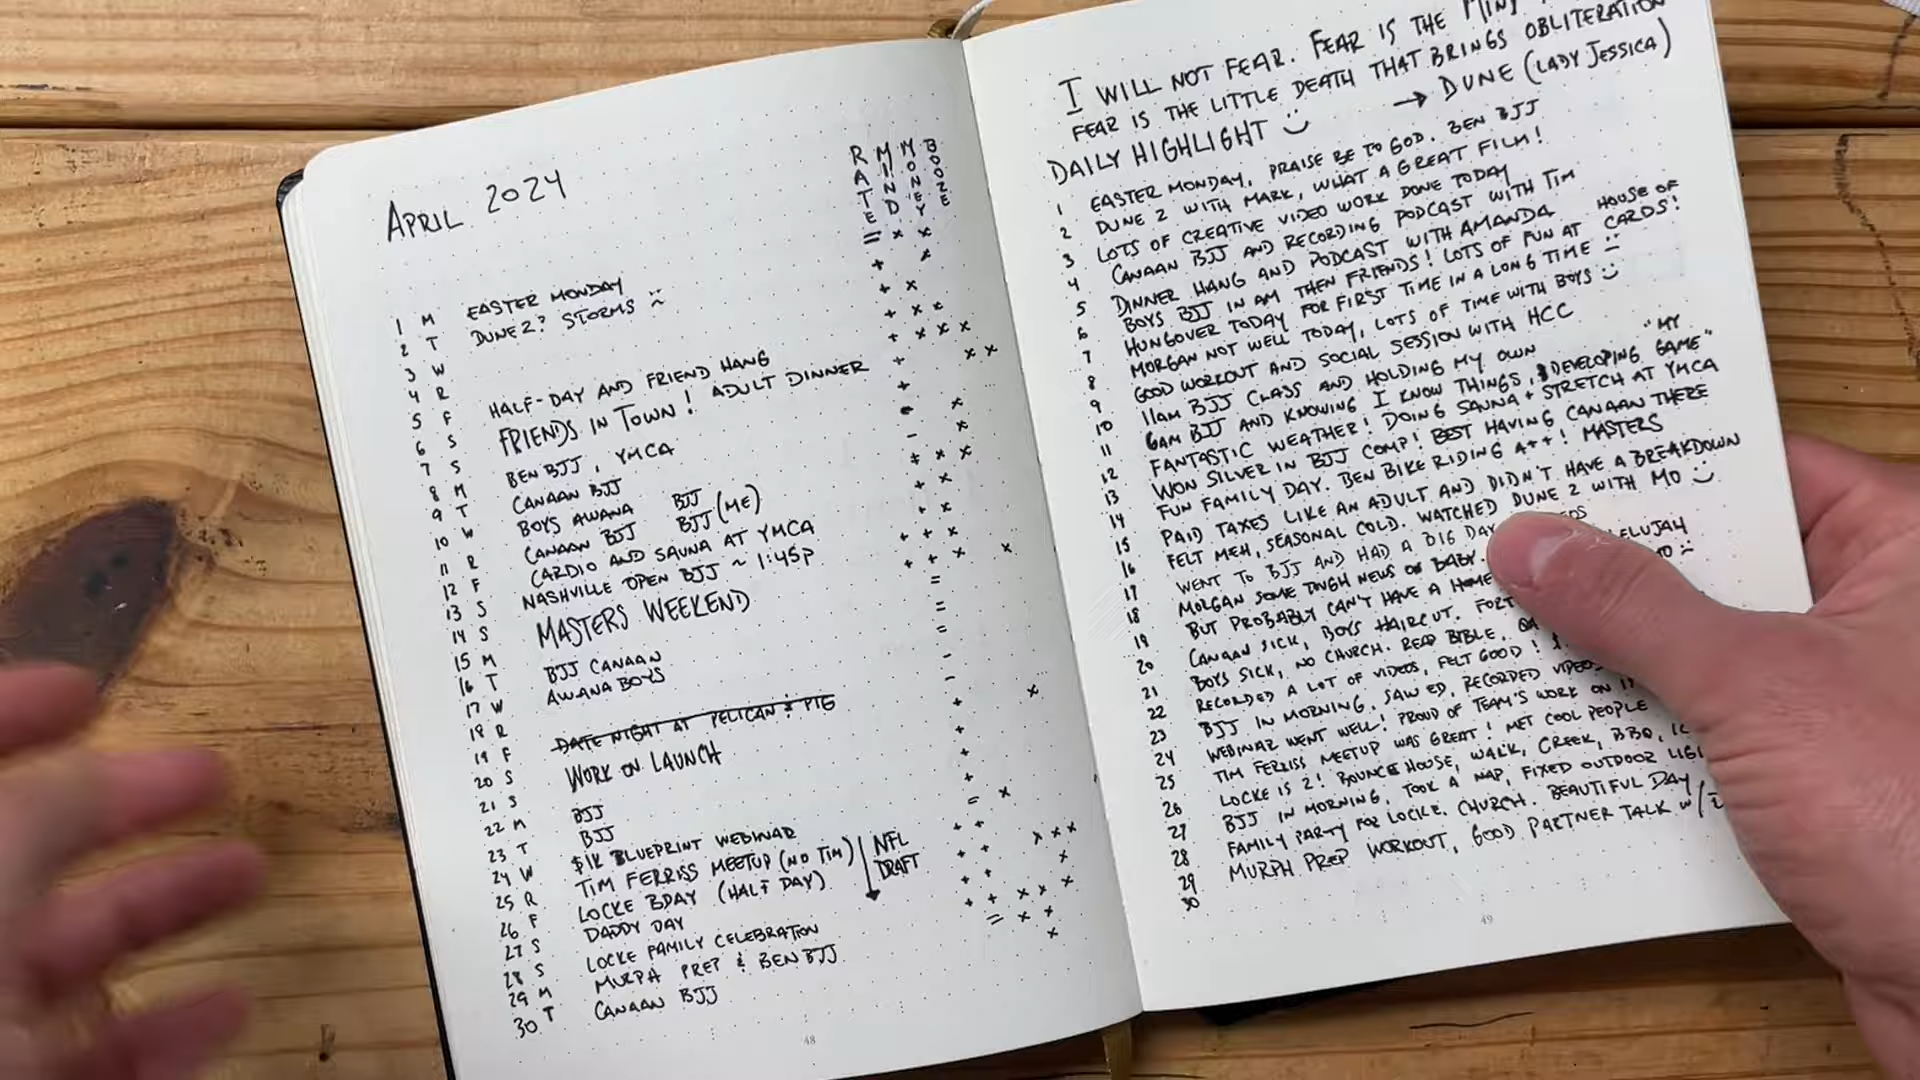 APRIL 2024
RATE MIND MONEY BOOZE
1 M EASTER MONDAY
2 T DUNE 2? STORMS ~
3 W
4 R
5 F HALF-DAY AND FRIEND HANG
6 S FRIENDS IN TOWN! ADULT DINNER
7 S
8 M BEN BJJ, YMCA
9 T CANAAN BJJ
10 W BOYS AWANA BJJ
11 R CANAAN BJJ BJJ (ME)
12 F CARDIO AND SAUNA AT YMCA
13 S NASHVILLE OPEN BJJ ~ 1:45P
14 S MASTERS WEEKEND
15 M
16 T BJJ CANAAN
17 W AWANA BOYS
18 R
19 F DATE NIGHT AT PELICAN & PIG
20 S WORK ON LAUNCH
21 S
22 M BJJ
23 T BJJ
24 W $1K BLUEPRINT WEBINAR
25 R TIM FERRISS MEETUP (NO TIM) NFL
26 F LOCKE BDAY (HALF DAY) DRAFT
27 S DADDY DAY
28 S LOCKE FAMILY CELEBRATION
29 M MURPH PREP & BEN BJJ
30 T CANAAN BJJ
48
I WILL NOT FEAR. FEAR IS THE
FEAR IS THE LITTLE DEATH THAT BRINGS OBLITERATION
→ DUNE (LADY JESSICA)
DAILY HIGHLIGHT :)
1 EASTER MONDAY, PRAISE BE TO GOD. BEN BJJ
2 DUNE 2 WITH MARK, WHAT A GREAT FILM!
3 LOTS OF CREATIVE VIDEO WORK DONE TODAY
4 CANAAN BJJ AND RECORDING PODCAST WITH TIM
5 DINNER HANG AND PODCAST WITH AMANDA
6 BOYS BJJ IN AM THEN FRIENDS! LOTS OF FUN AT HOUSE OF CARDS!
7 HUNGOVER TODAY FOR FIRST TIME IN A LONG TIME
8 MORGAN NOT WELL TODAY, LOTS OF TIME WITH BOYS :)
9 GOOD WORKOUT AND SOCIAL SESSION WITH HCC
10 11AM BJJ CLASS AND HOLDING MY OWN
11 6AM BJJ AND KNOWING I KNOW THINGS, DEVELOPING "MY GAME"
12 FANTASTIC WEATHER! DOING SAUNA + STRETCH AT YMCA
13 WON SILVER IN BJJ COMP! BEST HAVING CANAAN THERE
14 FUN FAMILY DAY. BEN BIKE RIDING A++! MASTERS
15 PAID TAXES LIKE AN ADULT AND DIDN'T HAVE A BREAKDOWN
16 FELT MEH, SEASONAL COLD. WATCHED DUNE 2 WITH MO :)
17 WENT TO BJJ AND HAD A BIG DAY
18 MORGAN SOME TOUGH NEWS BABY.
19 BUT PROBABLY CAN'T HAVE A HOME
20 CANAAN SICK, BOYS HAIRCUT.
21 BOYS SICK, NO CHURCH. READ BIBLE.
22 RECORDED A LOT OF VIDEOS, FELT GOOD!
23 BJJ IN MORNING, SAW ED, RECORDED VIDEOS
24 WEBINAR WENT WELL! PROUD OF TEAM'S WORK ON
25 TIM FERRISS MEETUP WAS GREAT! MET COOL PEOPLE
26 LOCKE IS 2! BOUNCE HOUSE, WALK, CREEK, BBQ,
27 BJJ IN MORNING, TOOK A NAP, FIXED OUTDOOR
28 FAMILY PARTY FOR LOCKE. CHURCH. BEAUTIFUL DAY
29 MURPH PREP WORKOUT, GOOD PARTNER TALK W/
30
49